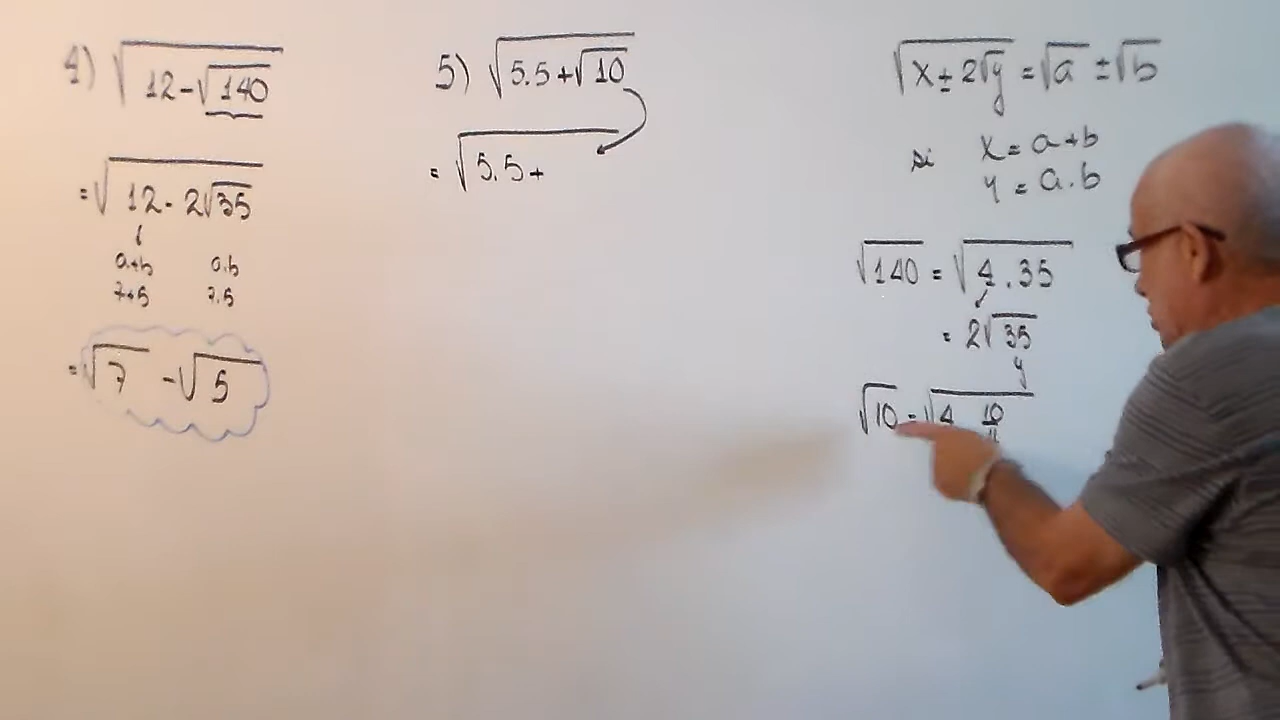 4) √(12-√140)
= √(12-2√35)
a+b a.b
7+5 7.5
= √7 - √5
5) √(5.5+√10)
= √(5.5+
√(x±2√y) = √a ± √b
si x = a+b
y = a.b
√140 = √(4.35)
= 2√35
y
√10 = √(4 10/4